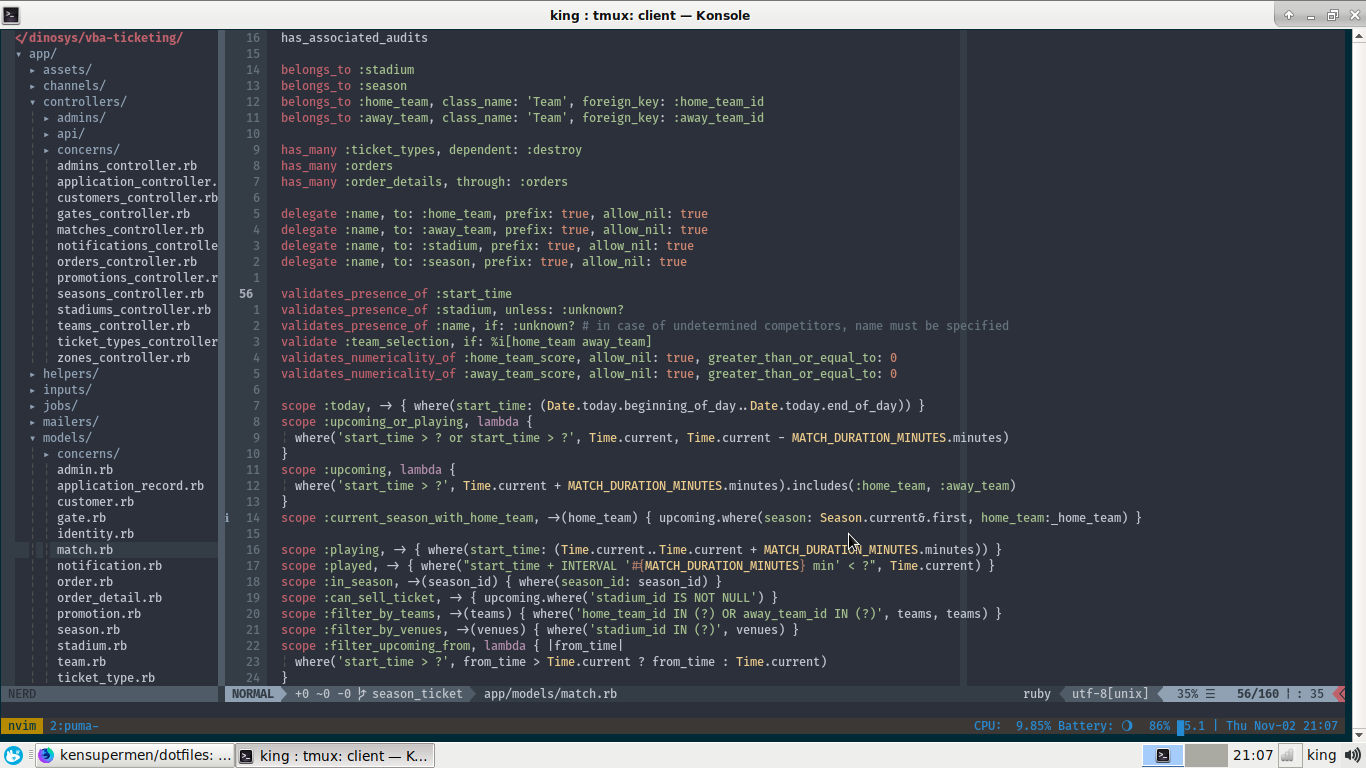 king : tmux: client — Konsole
</dinosys/vba-ticketing/
▾ app/
▸ assets/
▸ channels/
▾ controllers/
▸ admins/
▸ api/
▸ concerns/
admins_controller.rb
application_controller.
customers_controller.rb
gates_controller.rb
matches_controller.rb
notifications_controlle
orders_controller.rb
promotions_controller.r
seasons_controller.rb
stadiums_controller.rb
teams_controller.rb
ticket_types_controller
zones_controller.rb
▸ helpers/
▸ inputs/
▸ jobs/
▸ mailers/
▾ models/
▸ concerns/
admin.rb
application_record.rb
customer.rb
gate.rb
identity.rb
match.rb
notification.rb
order.rb
order_detail.rb
promotion.rb
season.rb
stadium.rb
team.rb
ticket_type.rb
NERD
16 has_associated_audits
15
14 belongs_to :stadium
13 belongs_to :season
12 belongs_to :home_team, class_name: 'Team', foreign_key: :home_team_id
11 belongs_to :away_team, class_name: 'Team', foreign_key: :away_team_id
10
9 has_many :ticket_types, dependent: :destroy
8 has_many :orders
7 has_many :order_details, through: :orders
6
5 delegate :name, to: :home_team, prefix: true, allow_nil: true
4 delegate :name, to: :away_team, prefix: true, allow_nil: true
3 delegate :name, to: :stadium, prefix: true, allow_nil: true
2 delegate :name, to: :season, prefix: true, allow_nil: true
1
56 validates_presence_of :start_time
1 validates_presence_of :stadium, unless: :unknown?
2 validates_presence_of :name, if: :unknown? # in case of undetermined competitors, name must be specified
3 validate :team_selection, if: %i[home_team away_team]
4 validates_numericality_of :home_team_score, allow_nil: true, greater_than_or_equal_to: 0
5 validates_numericality_of :away_team_score, allow_nil: true, greater_than_or_equal_to: 0
6
7 scope :today, -> { where(start_time: (Date.today.beginning_of_day..Date.today.end_of_day)) }
8 scope :upcoming_or_playing, lambda {
9 where('start_time > ? or start_time > ?', Time.current, Time.current - MATCH_DURATION_MINUTES.minutes)
10 }
11 scope :upcoming, lambda {
12 where('start_time > ?', Time.current + MATCH_DURATION_MINUTES.minutes).includes(:home_team, :away_team)
13 }
i 14 scope :current_season_with_home_team, ->(home_team) { upcoming.where(season: Season.current&.first, home_team:_home_team) }
15
16 scope :playing, -> { where(start_time: (Time.current..Time.current + MATCH_DURATION_MINUTES.minutes)) }
17 scope :played, -> { where("start_time + INTERVAL '#{MATCH_DURATION_MINUTES} min' < ?", Time.current) }
18 scope :in_season, ->(season_id) { where(season_id: season_id) }
19 scope :can_sell_ticket, -> { upcoming.where('stadium_id IS NOT NULL') }
20 scope :filter_by_teams, ->(teams) { where('home_team_id IN (?) OR away_team_id IN (?)', teams, teams) }
21 scope :filter_by_venues, ->(venues) { where('stadium_id IN (?)', venues) }
22 scope :filter_upcoming_from, lambda { |from_time|
23 where('start_time > ?', from_time > Time.current ? from_time : Time.current)
24 }
NORMAL +0 ~0 -0 season_ticket app/models/match.rb ruby utf-8[unix] 35% ☰ 56/160 : 35
nvim 2:puma- CPU: 9.85% Battery: 86% 5.1 | Thu Nov-02 21:07
kensupermen/dotfiles: ... king : tmux: client — K... 21:07 king